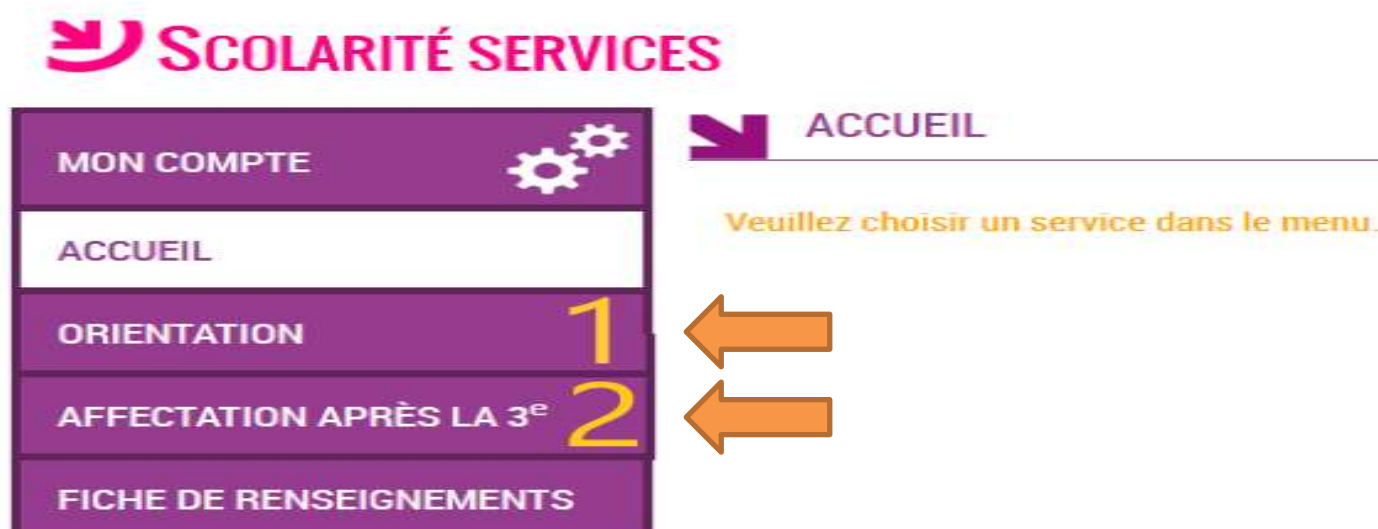 SCOLARITÉ SERVICES
MON COMPTE
ACCUEIL
ORIENTATION 1
AFFECTATION APRÈS LA 3e 2
FICHE DE RENSEIGNEMENTS
ACCUEIL
Veuillez choisir un service dans le menu.